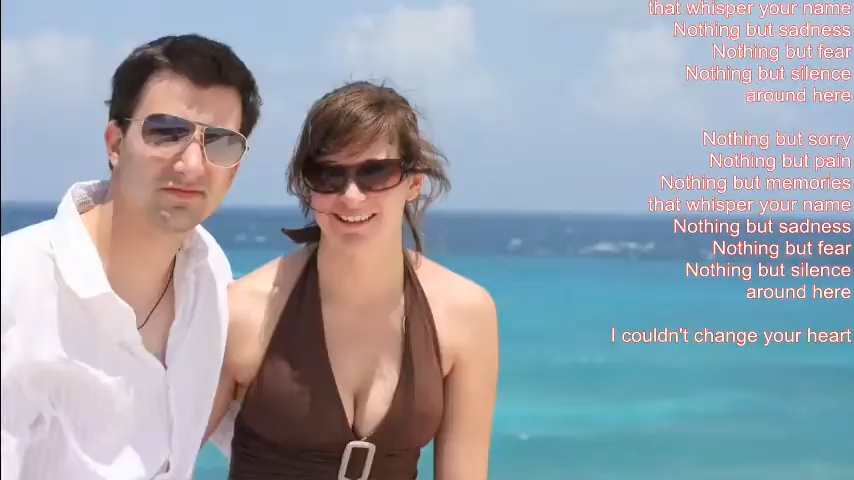 that whisper your name
Nothing but sadness
Nothing but fear
Nothing but silence
around here
Nothing but sorry
Nothing but pain
Nothing but memories
that whisper your name
Nothing but sadness
Nothing but fear
Nothing but silence
around here
I couldn't change your heart